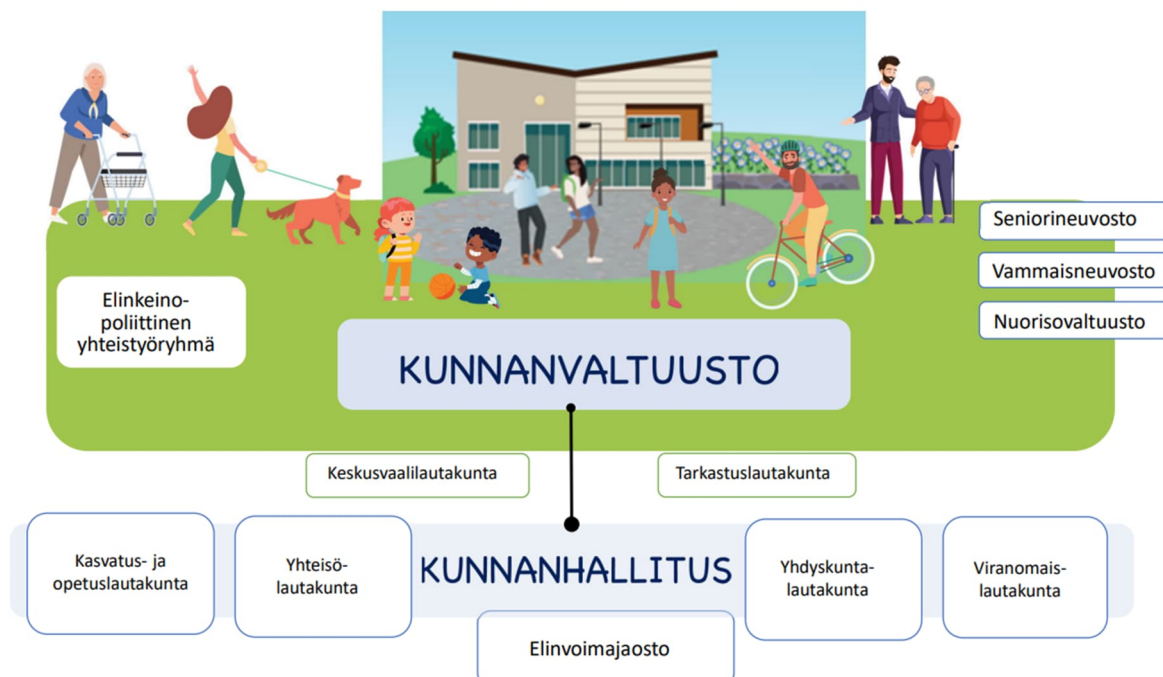 Seniorineuvosto
Vammaisneuvosto
Nuorisovaltuusto
Elinkeino-
poliittinen
yhteistyöryhmä
KUNNANVALTUUSTO
Keskusvaalilautakunta
Tarkastuslautakunta
Kasvatus- ja
opetuslautakunta
Yhteisö-
lautakunta
KUNNANHALLITUS
Yhdyskunta-
lautakunta
Viranomais-
lautakunta
Elinvoimajaosto